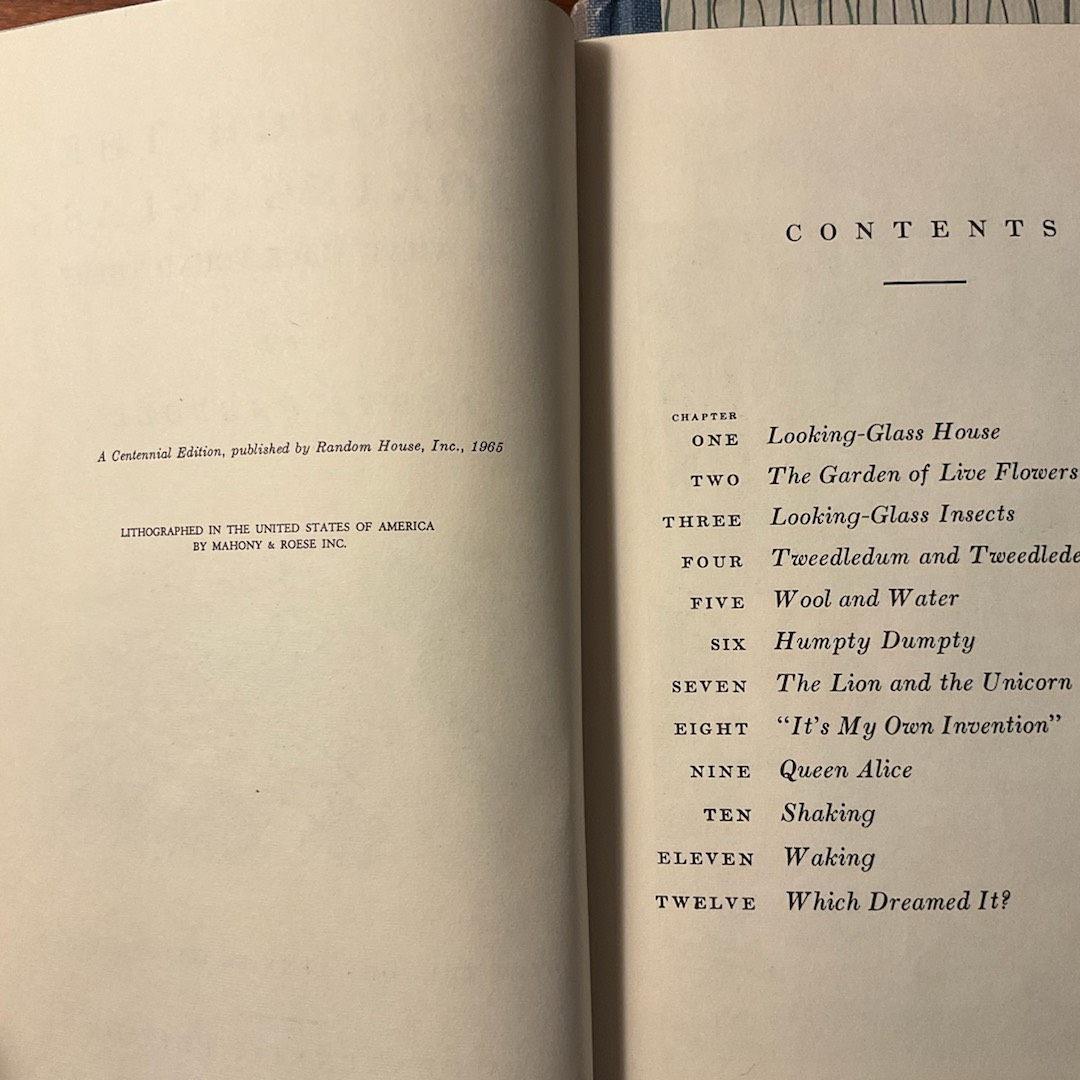 A Centennial Edition, published by Random House, Inc., 1965
LITHOGRAPHED IN THE UNITED STATES OF AMERICA
BY MAHONY & ROESE INC.
CONTENTS
CHAPTER
ONE Looking-Glass House
TWO The Garden of Live Flowers
THREE Looking-Glass Insects
FOUR Tweedledum and Tweedlede
FIVE Wool and Water
SIX Humpty Dumpty
SEVEN The Lion and the Unicorn
EIGHT “It’s My Own Invention”
NINE Queen Alice
TEN Shaking
ELEVEN Waking
TWELVE Which Dreamed It?